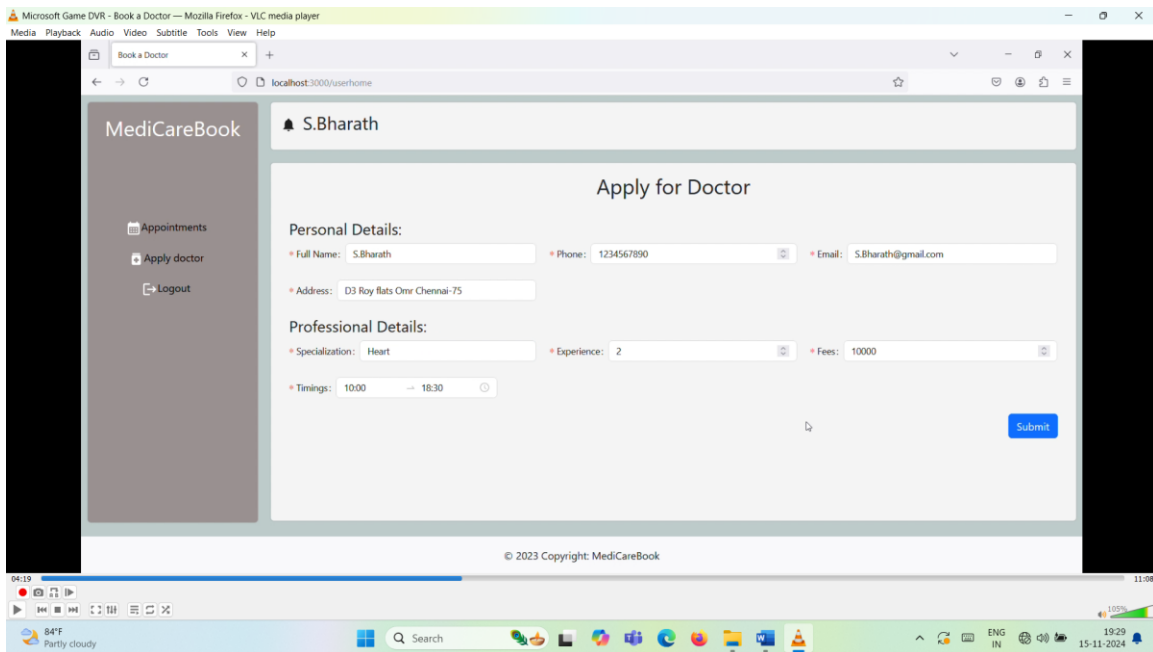 Microsoft Game DVR - Book a Doctor — Mozilla Firefox - VLC media player
Media Playback Audio Video Subtitle Tools View Help
Book a Doctor
localhost:3000/userhome
MediCareBook
S.Bharath
Apply for Doctor
Personal Details:
* Full Name: S.Bharath * Phone: 1234567890 * Email: S.Bharath@gmail.com
* Address: D3 Roy flats Omr Chennai-75
Professional Details:
* Specialization: Heart * Experience: 2 * Fees: 10000
* Timings: 10:00 → 18:30
Submit
Appointments
Apply doctor
Logout
© 2023 Copyright: MediCareBook
04:19 11:08
105%
84°F
Partly cloudy
Search
ENG
IN
19:29
15-11-2024